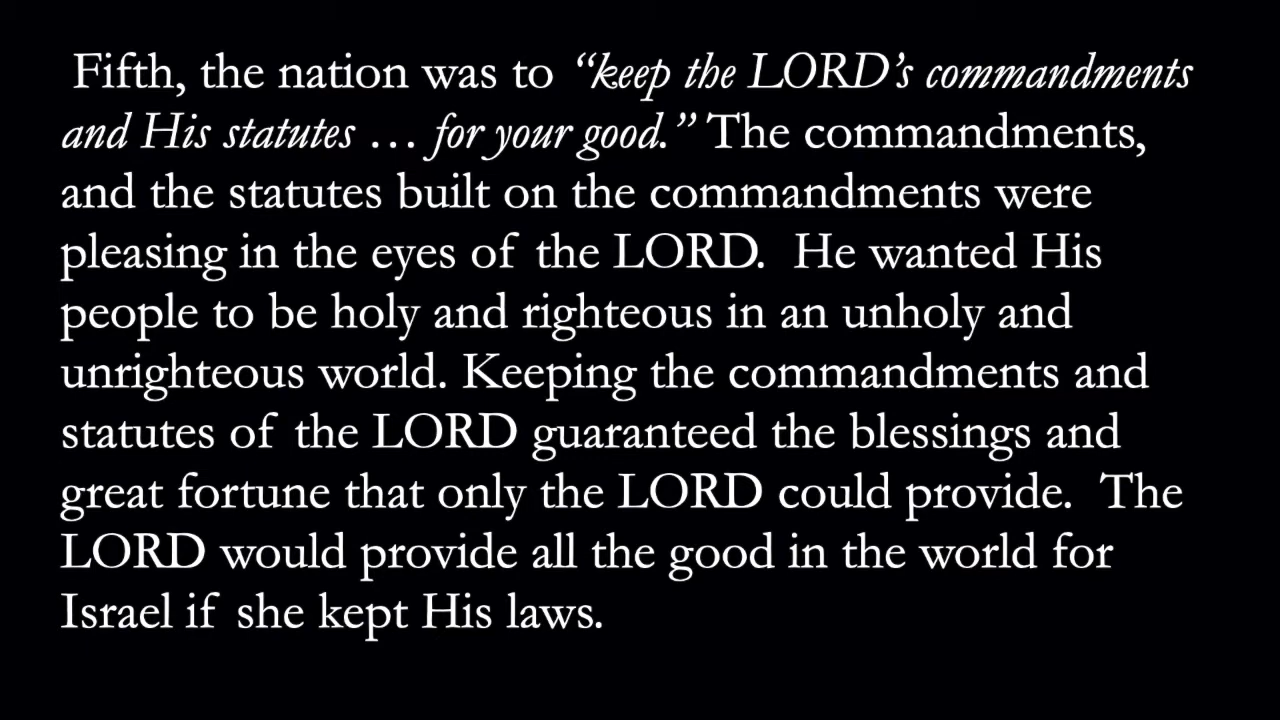 Fifth, the nation was to “keep the LORD’s commandments
and His statutes … for your good.” The commandments,
and the statutes built on the commandments were
pleasing in the eyes of the LORD.  He wanted His
people to be holy and righteous in an unholy and
unrighteous world. Keeping the commandments and
statutes of the LORD guaranteed the blessings and
great fortune that only the LORD could provide.  The
LORD would provide all the good in the world for
Israel if she kept His laws.